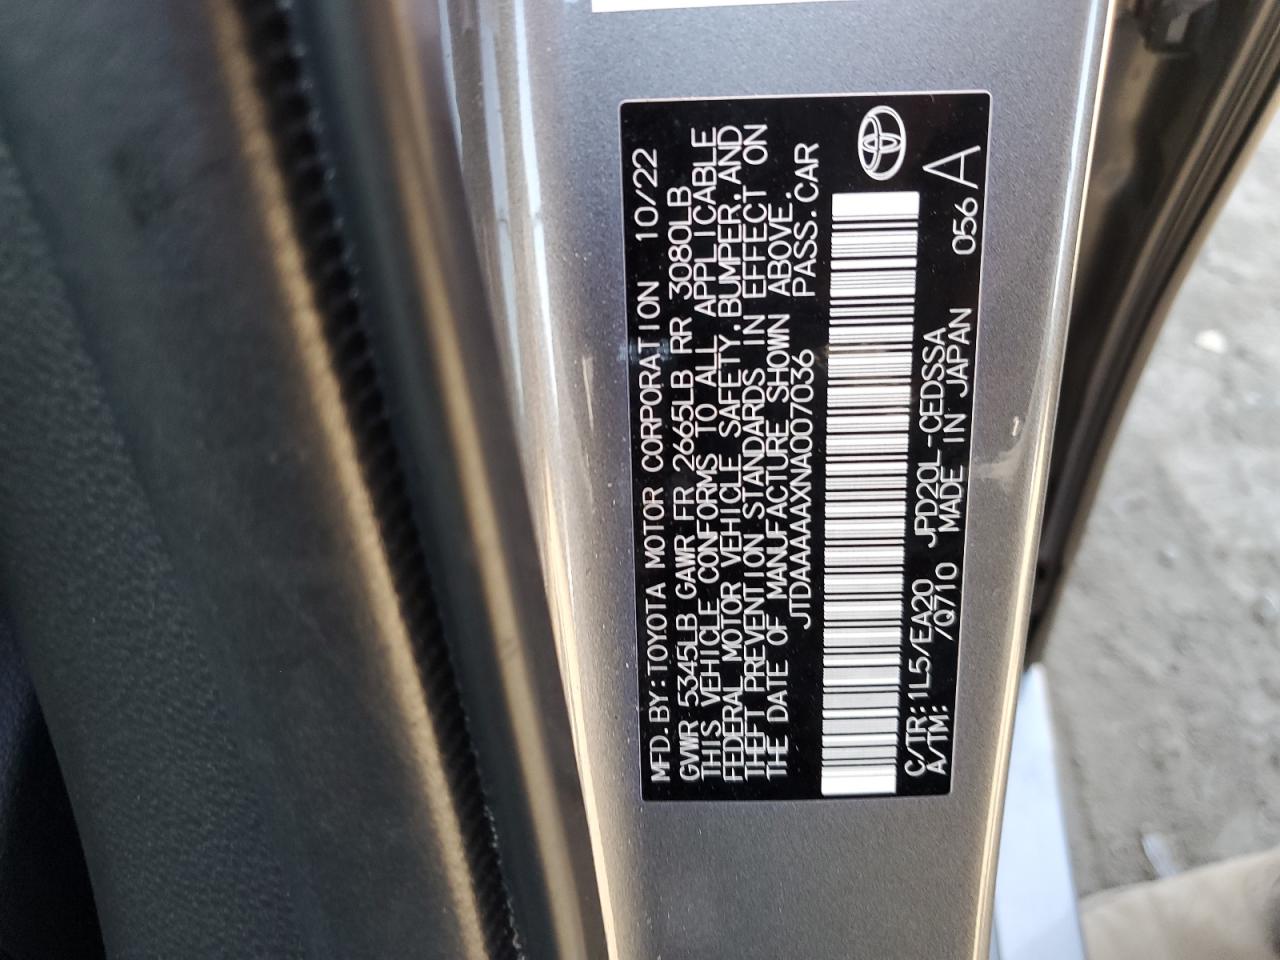 MFD.BY:TOYOTA MOTOR CORPORATION 10/22
GVWR 5345LB GAWR FR 2665LB RR 3080LB
THIS VEHICLE CONFORMS TO ALL APPLICABLE
FEDERAL MOTOR VEHICLE SAFETY,BUMPER,AND
THEFT PREVENTION STANDARDS IN EFFECT ON
THE DATE OF MANUFACTURE SHOWN ABOVE.
JTDAAAAAXNA007036 PASS.CAR
C/TR:1L5/EA20 JPD20L-CEDSSA 056 A
A/TM: /Q710 MADE IN JAPAN